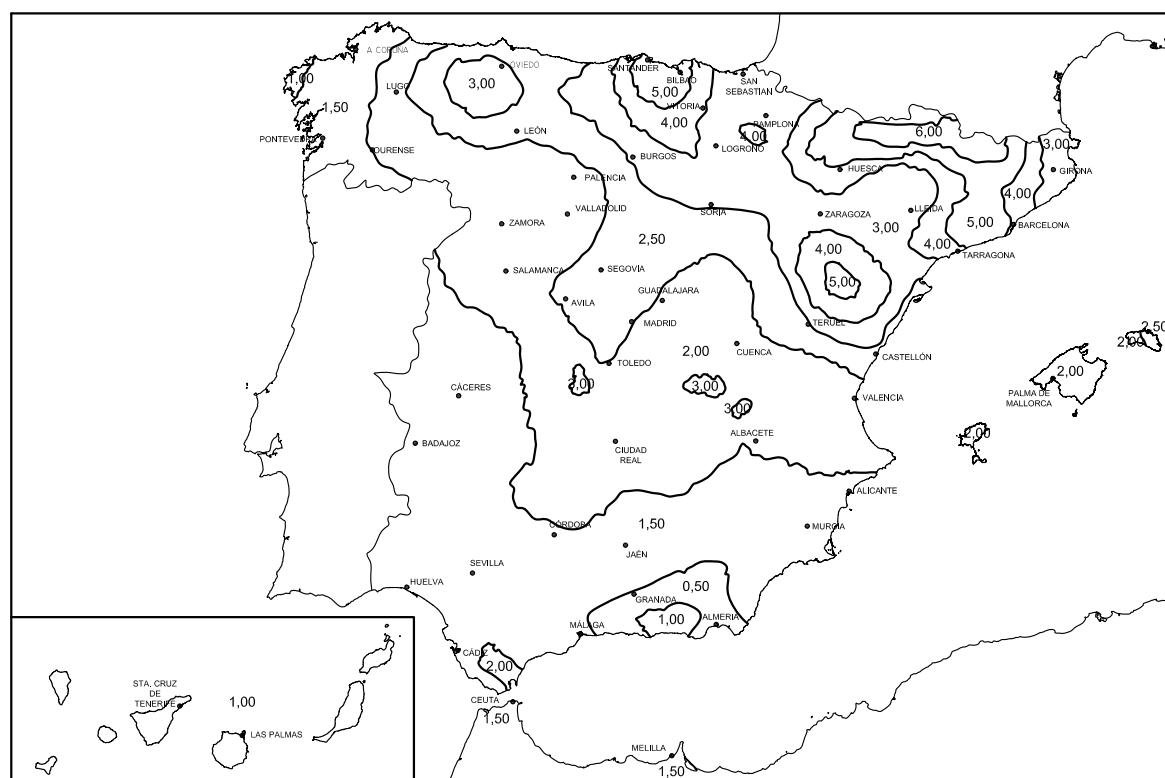 A CORUÑA
OVIEDO
SANTANDER
1,00
3,00
BILBAO
SAN
SEBASTIAN
LUGO
5,00
1,50
VITORIA
4,00
PAMPLONA
6,00
PONTEVEDRA
LEÓN
4,00
3,00
OURENSE
LOGROÑO
BURGOS
HUESCA
GIRONA
PALENCIA
4,00
VALLADOLID
SORIA
ZARAGOZA
LLEIDA
ZAMORA
3,00
5,00
BARCELONA
2,50
4,00
4,00
TARRAGONA
SALAMANCA
SEGOVÍA
5,00
GUADALAJARA
AVILA
MADRID
TERUEL
2,50
2,00
2,00
CUENCA
CASTELLÓN
TOLEDO
2,00
3,00
3,00
CÁCERES
PALMA DE
MALLORCA
VALENCIA
3,00
2,00
BADAJOZ
CIUDAD
REAL
ALBACETE
ALICANTE
CÓRDOBA
1,50
MURCIA
JAÉN
SEVILLA
HUELVA
0,50
GRANADA
1,00
ALMERIA
MÁLAGA
CÁDIZ
2,00
CEUTA
1,50
MELILLA
1,50
STA. CRUZ
DE
TENERIFE
1,00
LAS PALMAS